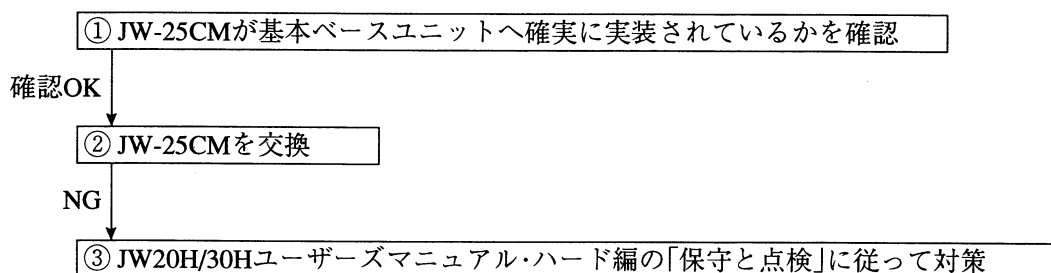 ① JW-25CMが基本ベースユニットへ確実に実装されているかを確認
確認OK
② JW-25CMを交換
NG
③ JW20H/30Hユーザーズマニュアル・ハード編の「保守と点検」に従って対策